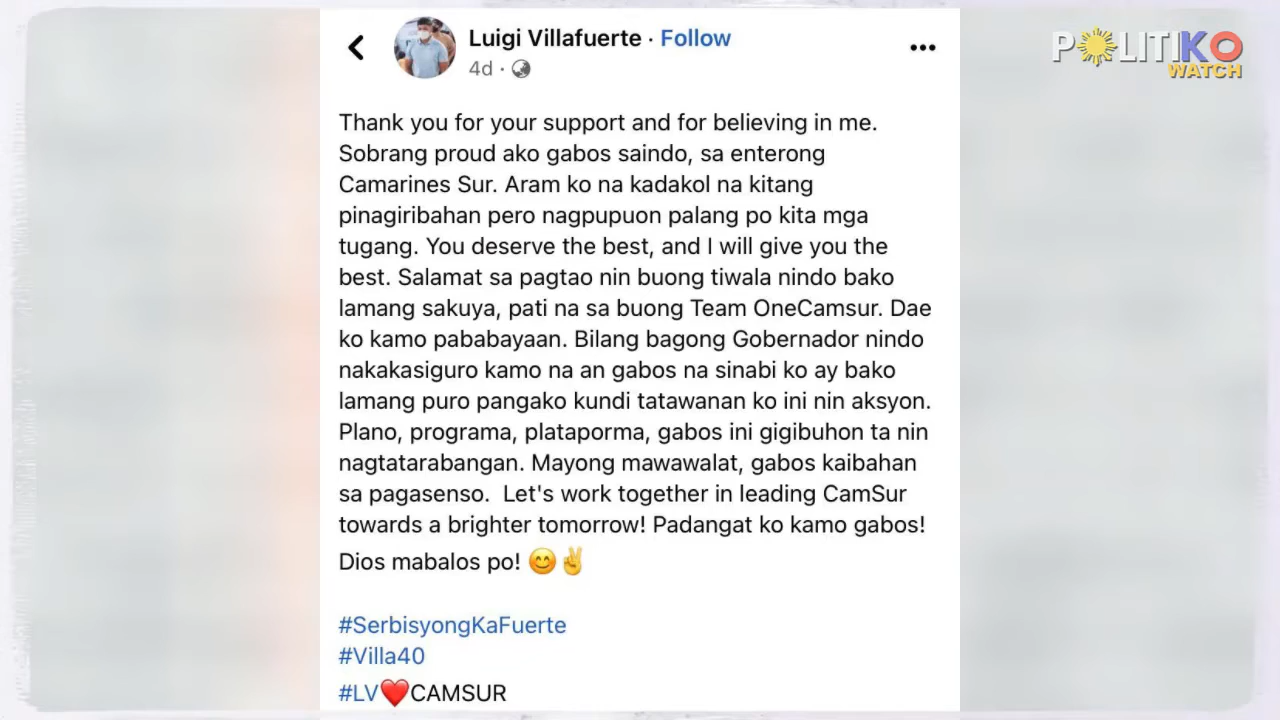 Luigi Villafuerte · Follow
4d ·
POLITIKO
WATCH
Thank you for your support and for believing in me.
Sobrang proud ako gabos saindo, sa enterong
Camarines Sur. Aram ko na kadakol na kitang
pinagiribahan pero nagpupuon palang po kita mga
tugang. You deserve the best, and I will give you the
best. Salamat sa pagtao nin buong tiwala nindo bako
lamang sakuya, pati na sa buong Team OneCamsur. Dae
ko kamo pababayaan. Bilang bagong Gobernador nindo
nakakasiguro kamo na an gabos na sinabi ko ay bako
lamang puro pangako kundi tatawanan ko ini nin aksyon.
Plano, programa, plataporma, gabos ini gigibuhon ta nin
nagtatarabangan. Mayong mawawalat, gabos kaibahan
sa pagasenso.  Let's work together in leading CamSur
towards a brighter tomorrow! Padangat ko kamo gabos!
Dios mabalos po! 😊✌️
#SerbisyongKaFuerte
#Villa40
#LV❤️CAMSUR